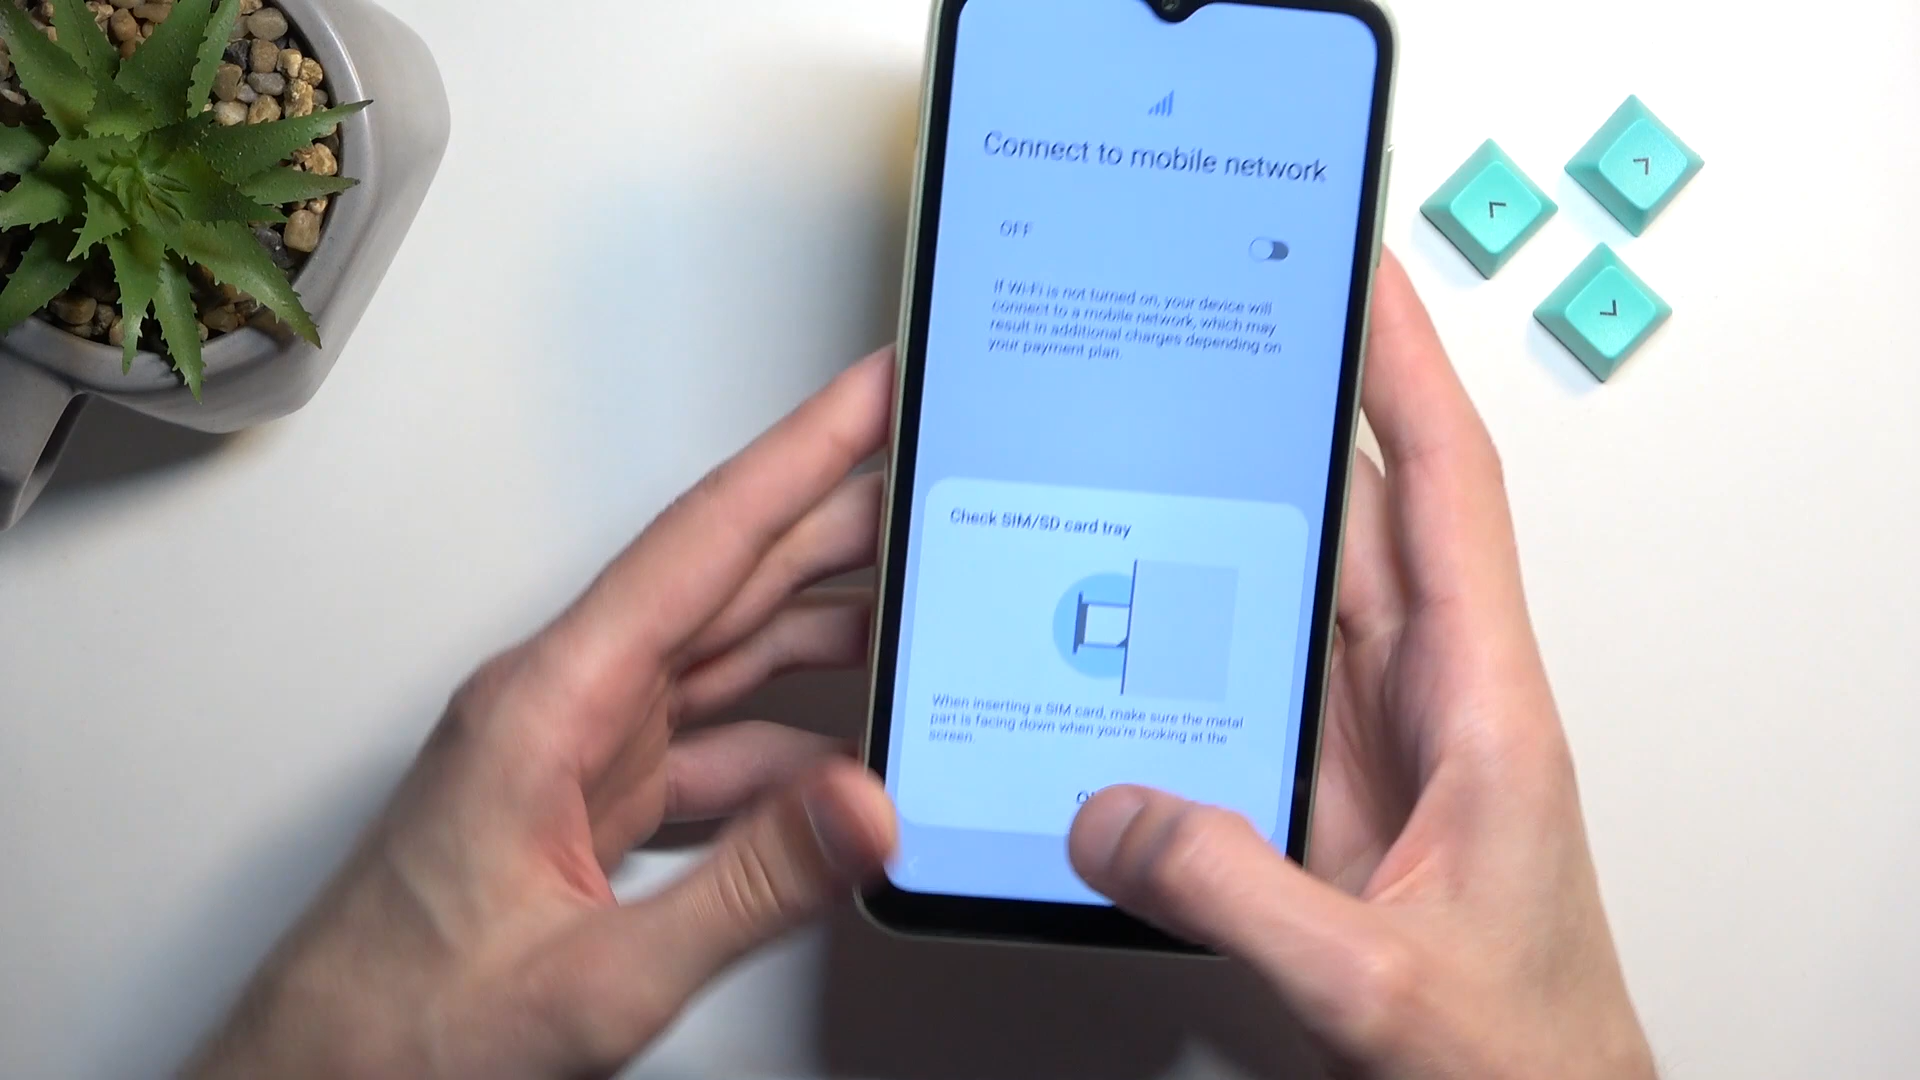 Connect to mobile network
OFF
If Wi-Fi is not turned on, your device will
connect to a mobile network, which may
result in additional charges depending on
your payment plan.
Check SIM/SD card tray
When inserting a SIM card, make sure the metal
part is facing down when you're looking at the
screen.